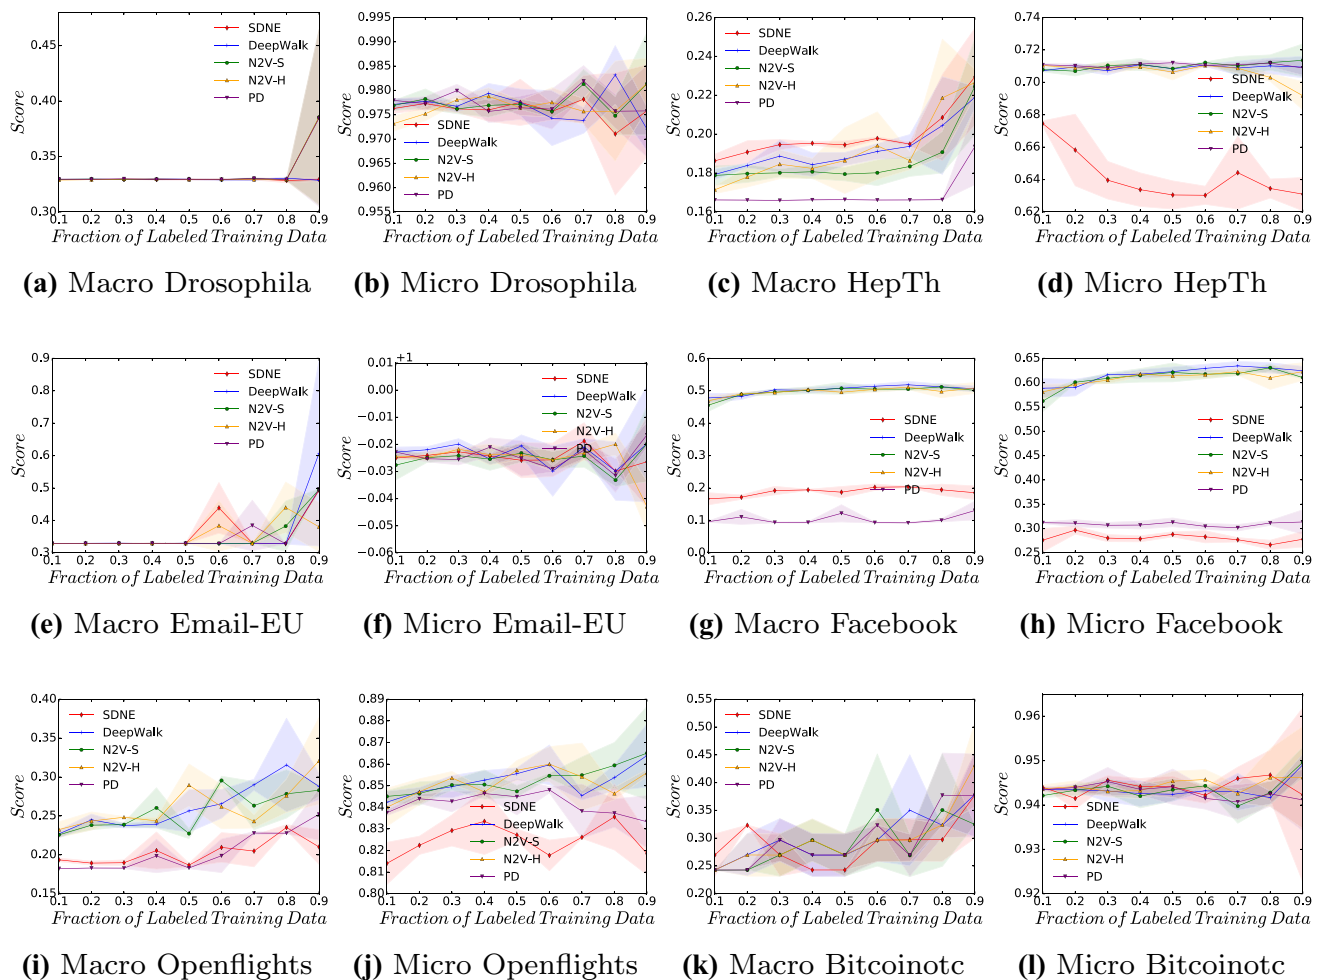 0.45
0.40
0.35
0.30
Score
SDNE
DeepWalk
N2V-S
N2V-H
PD
0.1 0.2 0.3 0.4 0.5 0.6 0.7 0.8 0.9
Fraction of Labeled Training Data
(a) Macro Drosophila
0.995
0.990
0.985
0.980
0.975
0.970
0.965
0.960
0.955
Score
SDNE
DeepWalk
N2V-S
N2V-H
PD
0.1 0.2 0.3 0.4 0.5 0.6 0.7 0.8 0.9
Fraction of Labeled Training Data
(b) Micro Drosophila
0.26
0.24
0.22
0.20
0.18
0.16
Score
SDNE
DeepWalk
N2V-S
N2V-H
PD
0.1 0.2 0.3 0.4 0.5 0.6 0.7 0.8 0.9
Fraction of Labeled Training Data
(c) Macro HepTh
0.74
0.72
0.70
0.68
0.66
0.64
0.62
Score
SDNE
DeepWalk
N2V-S
N2V-H
PD
0.1 0.2 0.3 0.4 0.5 0.6 0.7 0.8 0.9
Fraction of Labeled Training Data
(d) Micro HepTh
0.9
0.8
0.7
0.6
0.5
0.4
0.3
Score
SDNE
DeepWalk
N2V-S
N2V-H
PD
0.1 0.2 0.3 0.4 0.5 0.6 0.7 0.8 0.9
Fraction of Labeled Training Data
(e) Macro Email-EU
+1
0.01
0.00
−0.01
−0.02
−0.03
−0.04
−0.05
−0.06
Score
SDNE
DeepWalk
N2V-S
N2V-H
PD
0.1 0.2 0.3 0.4 0.5 0.6 0.7 0.8 0.9
Fraction of Labeled Training Data
(f) Micro Email-EU
0.6
0.5
0.4
0.3
0.2
0.1
0.0
Score
SDNE
DeepWalk
N2V-S
N2V-H
PD
0.1 0.2 0.3 0.4 0.5 0.6 0.7 0.8 0.9
Fraction of Labeled Training Data
(g) Macro Facebook
0.65
0.60
0.55
0.50
0.45
0.40
0.35
0.30
0.25
Score
SDNE
DeepWalk
N2V-S
N2V-H
PD
0.1 0.2 0.3 0.4 0.5 0.6 0.7 0.8 0.9
Fraction of Labeled Training Data
(h) Micro Facebook
0.40
0.35
0.30
0.25
0.20
0.15
Score
SDNE
DeepWalk
N2V-S
N2V-H
PD
0.1 0.2 0.3 0.4 0.5 0.6 0.7 0.8 0.9
Fraction of Labeled Training Data
(i) Macro Openflights
0.89
0.88
0.87
0.86
0.85
0.84
0.83
0.82
0.81
0.80
Score
SDNE
DeepWalk
N2V-S
N2V-H
PD
0.1 0.2 0.3 0.4 0.5 0.6 0.7 0.8 0.9
Fraction of Labeled Training Data
(j) Micro Openflights
0.55
0.50
0.45
0.40
0.35
0.30
0.25
0.20
Score
SDNE
DeepWalk
N2V-S
N2V-H
PD
0.1 0.2 0.3 0.4 0.5 0.6 0.7 0.8 0.9
Fraction of Labeled Training Data
(k) Macro Bitcoinotc
0.96
0.95
0.94
0.93
0.92
Score
SDNE
DeepWalk
N2V-S
N2V-H
PD
0.1 0.2 0.3 0.4 0.5 0.6 0.7 0.8 0.9
Fraction of Labeled Training Data
(l) Micro Bitcoinotc